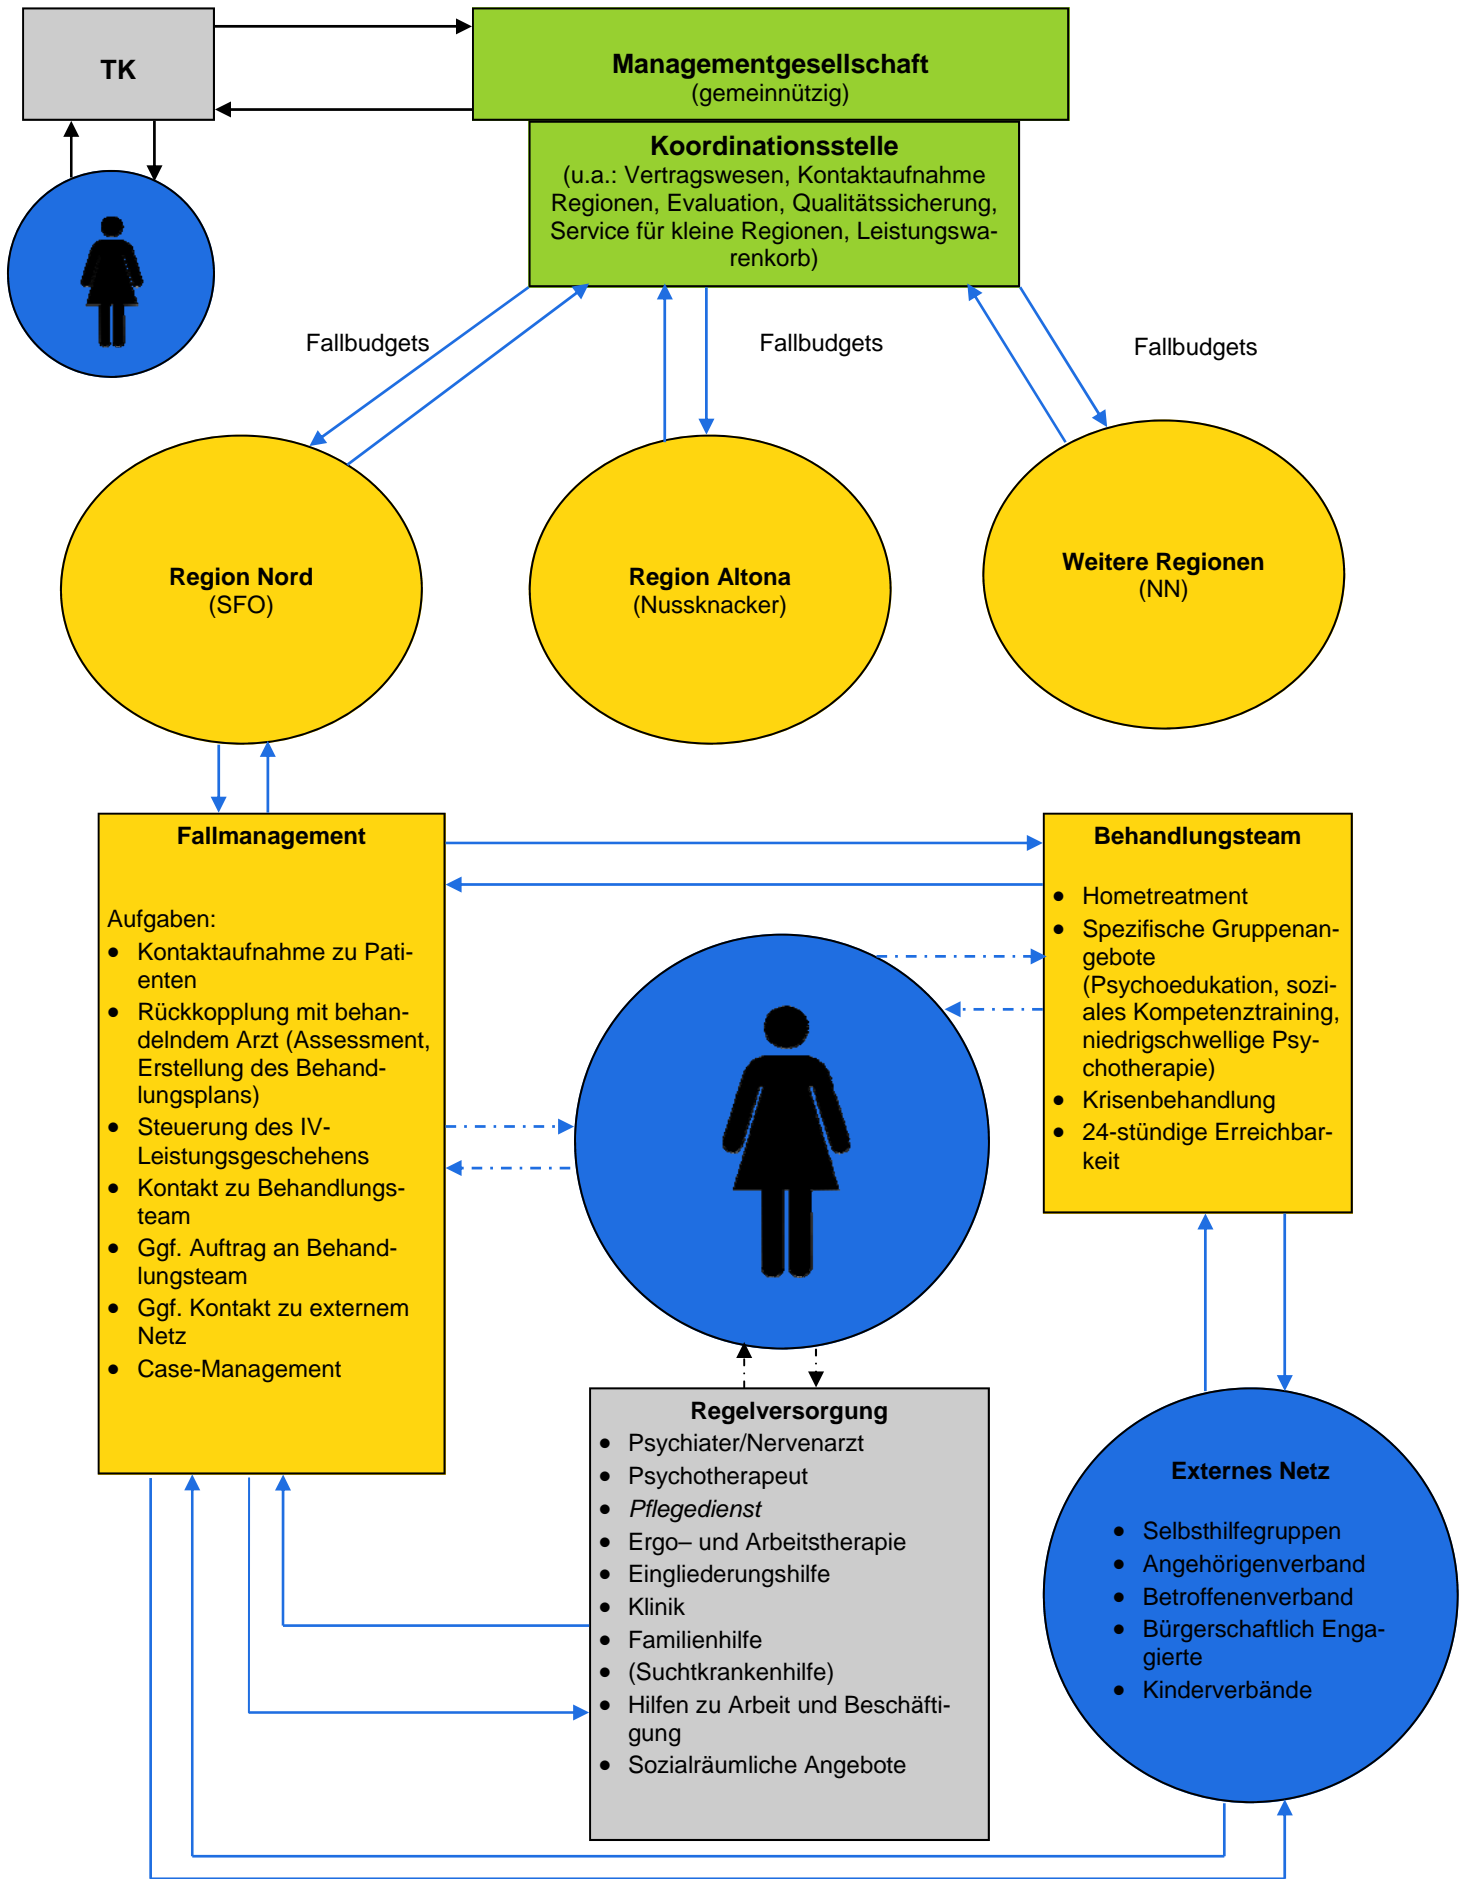 TK
Managementgesellschaft
(gemeinnützig)
Koordinationsstelle
(u.a.: Vertragswesen, Kontaktaufnahme
Regionen, Evaluation, Qualitätssicherung,
Service für kleine Regionen, Leistungswa-
renkorb)
Fallbudgets
Fallbudgets
Fallbudgets
Region Nord
(SFO)
Region Altona
(Nussknacker)
Weitere Regionen
(NN)
Fallmanagement
Aufgaben:
• Kontaktaufnahme zu Pati-
enten
• Rückkopplung mit behan-
delndem Arzt (Assessment,
Erstellung des Behand-
lungsplans)
• Steuerung des IV-
Leistungsgeschehens
• Kontakt zu Behandlungs-
team
• Ggf. Auftrag an Behand-
lungsteam
• Ggf. Kontakt zu externem
Netz
• Case-Management
Behandlungsteam
• Hometreatment
• Spezifische Gruppenan-
gebote
(Psychoedukation, sozi-
ales Kompetenztraining,
niedrigschwellige Psy-
chotherapie)
• Krisenbehandlung
• 24-stündige Erreichbar-
keit
Regelversorgung
• Psychiater/Nervenarzt
• Psychotherapeut
• Pflegedienst
• Ergo– und Arbeitstherapie
• Eingliederungshilfe
• Klinik
• Familienhilfe
• (Suchtkrankenhilfe)
• Hilfen zu Arbeit und Beschäfti-
gung
• Sozialräumliche Angebote
Externes Netz
• Selbsthilfegruppen
• Angehörigenverband
• Betroffenenverband
• Bürgerschaftlich Enga-
gierte
• Kinderverbände